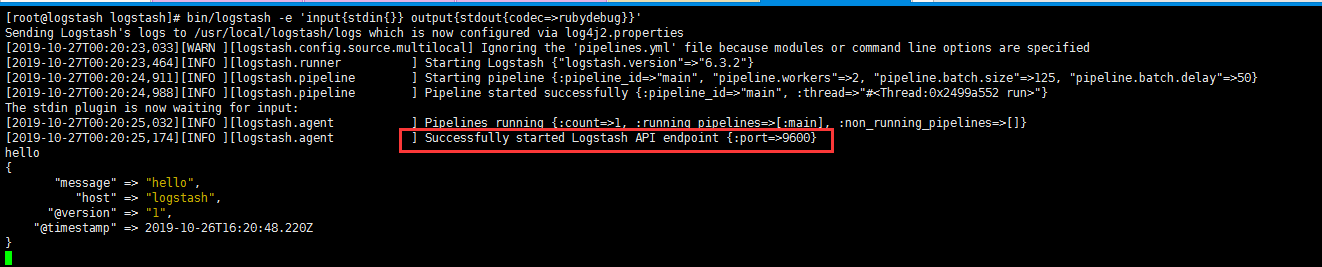 [root@logstash logstash]# bin/logstash -e 'input{stdin{}} output{stdout{codec=>rubydebug}}'
Sending Logstash's logs to /usr/local/logstash/logs which is now configured via log4j2.properties
[2019-10-27T00:20:23,033][WARN ][logstash.config.source.multilocal] Ignoring the 'pipelines.yml' file because modules or command line options are specified
[2019-10-27T00:20:23,464][INFO ][logstash.runner          ] Starting Logstash {"logstash.version"=>"6.3.2"}
[2019-10-27T00:20:24,911][INFO ][logstash.pipeline        ] Starting pipeline {:pipeline_id=>"main", "pipeline.workers"=>2, "pipeline.batch.size"=>125, "pipeline.batch.delay"=>50}
[2019-10-27T00:20:24,988][INFO ][logstash.pipeline        ] Pipeline started successfully {:pipeline_id=>"main", :thread=>"#<Thread:0x2499a552 run>"}
The stdin plugin is now waiting for input:
[2019-10-27T00:20:25,032][INFO ][logstash.agent           ] Pipelines running {:count=>1, :running_pipelines=>[:main], :non_running_pipelines=>[]}
[2019-10-27T00:20:25,174][INFO ][logstash.agent           ] Successfully started Logstash API endpoint {:port=>9600}
hello
{
       "message" => "hello",
          "host" => "logstash",
      "@version" => "1",
    "@timestamp" => 2019-10-26T16:20:48.220Z
}